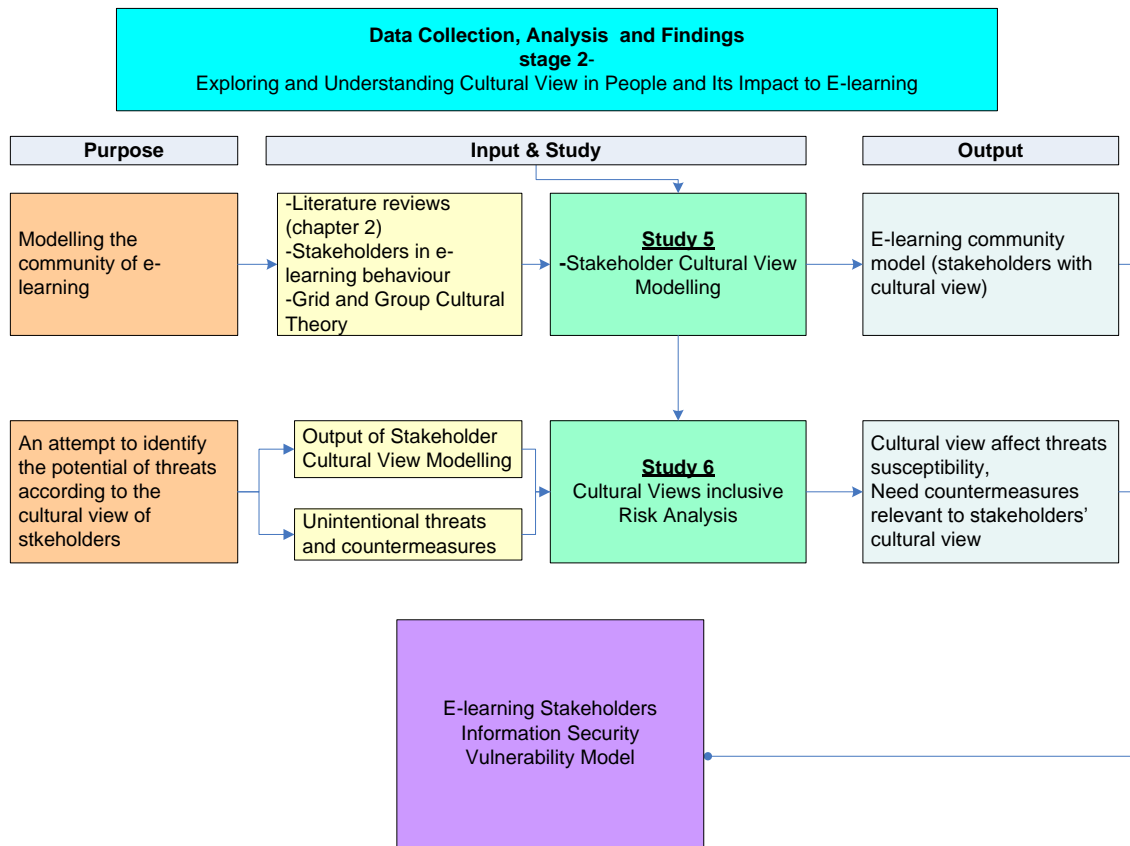 Data Collection, Analysis and Findings
stage 2-
Exploring and Understanding Cultural View in People and Its Impact to E-learning
Purpose
Input & Study
Output
Modelling the
community of e-
learning
-Literature reviews
(chapter 2)
-Stakeholders in e-
learning behaviour
-Grid and Group Cultural
Theory
Study 5
-Stakeholder Cultural View
Modelling
E-learning community
model (stakeholders with
cultural view)
An attempt to identify
the potential of threats
according to the
cultural view of
stkeholders
Output of Stakeholder
Cultural View Modelling
Unintentional threats
and countermeasures
Study 6
Cultural Views inclusive
Risk Analysis
Cultural view affect threats
susceptibility,
Need countermeasures
relevant to stakeholders’
cultural view
E-learning Stakeholders
Information Security
Vulnerability Model